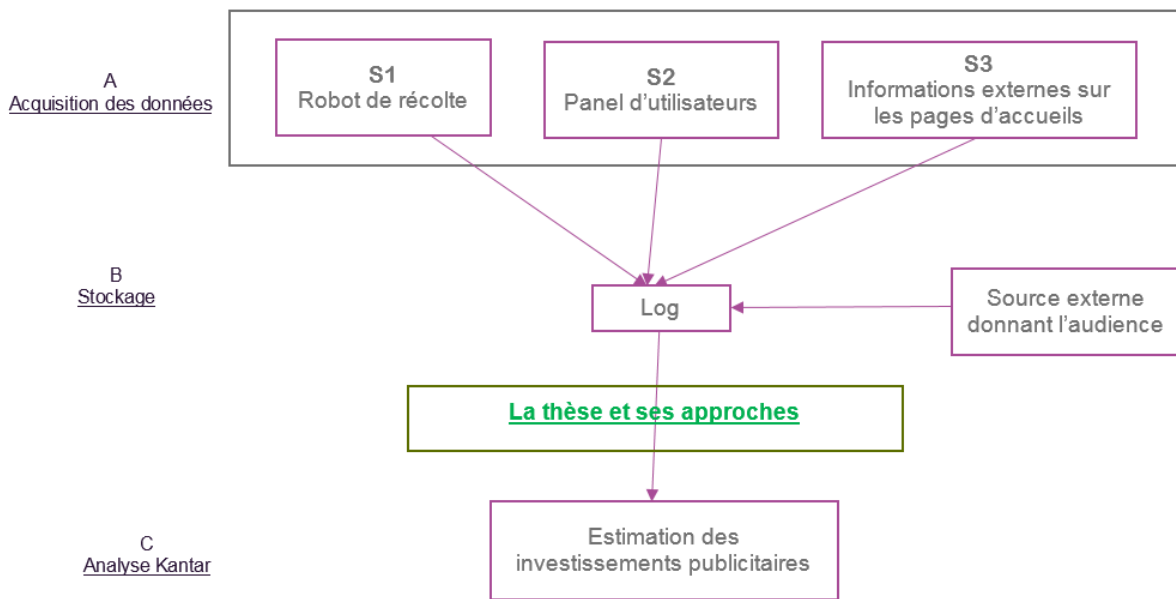 A
Acquisition des données
S1
Robot de récolte
S2
Panel d'utilisateurs
S3
Informations externes sur
les pages d'accueils
B
Stockage
Log
Source externe
donnant l'audience
La thèse et ses approches
C
Analyse Kantar
Estimation des
investissements publicitaires